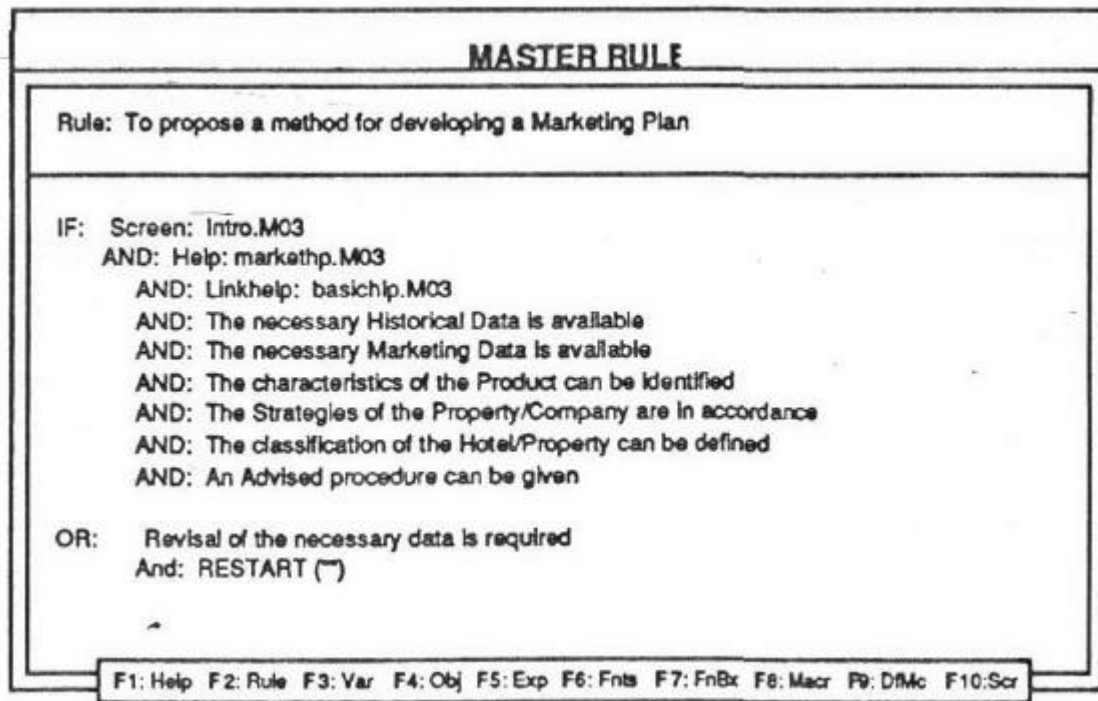 MASTER RULE
Rule: To propose a method for developing a Marketing Plan
IF: Screen: Intro.M03
AND: Help: markethp.M03
AND: Linkhelp: basichlp.M03
AND: The necessary Historical Data is available
AND: The necessary Marketing Data is available
AND: The characteristics of the Product can be identified
AND: The Strategies of the Property/Company are in accordance
AND: The classification of the Hotel/Property can be defined
AND: An Advised procedure can be given
OR: Revisal of the necessary data is required
And: RESTART ("")
F1: Help F2: Rule F3: Var F4: Obj F5: Exp F6: Fnts F7: FnBx F8: Macr F9: DfMc F10:Scr